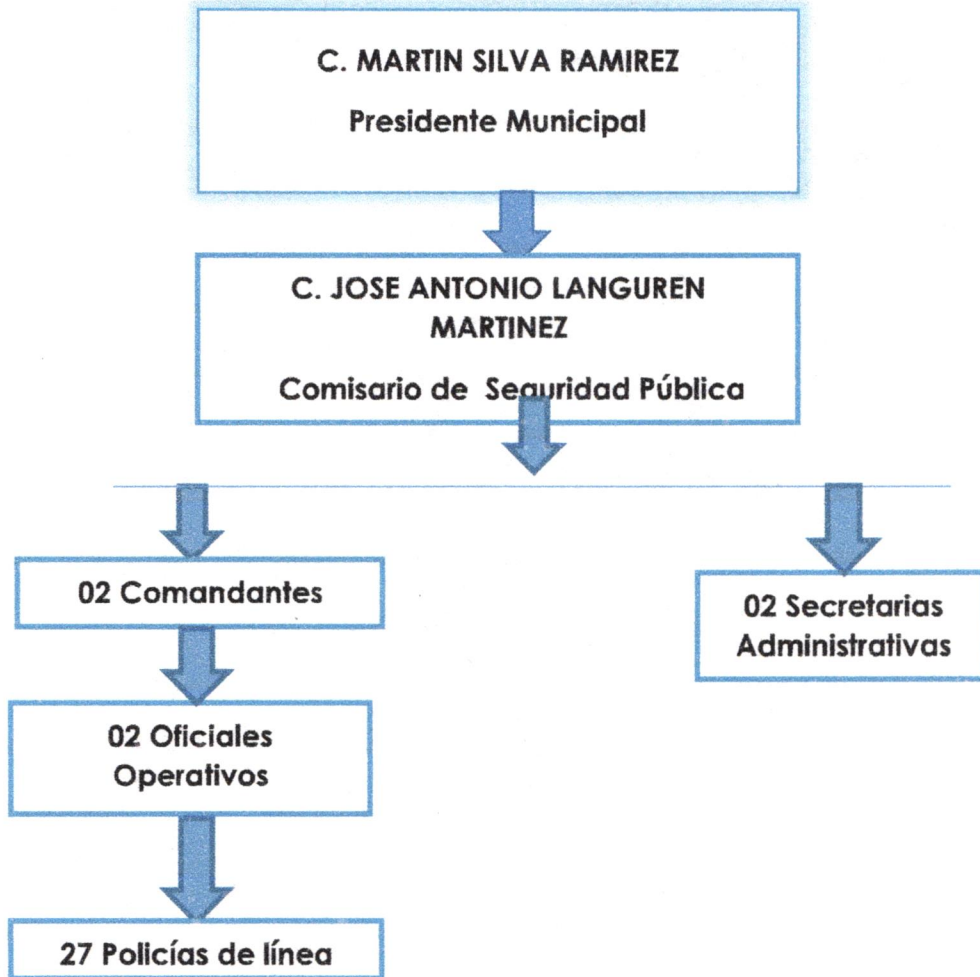 C. MARTIN SILVA RAMIREZ
Presidente Municipal
C. JOSE ANTONIO LANGUREN
MARTINEZ
Comisario de Seguridad Pública
02 Comandantes
02 Secretarias
Administrativas
02 Oficiales
Operativos
27 Policías de línea